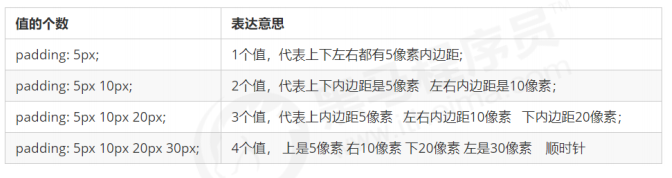 值的个数 表达意思
padding: 5px; 1个值，代表上下左右都有5像素内边距;
padding: 5px 10px; 2个值，代表上下内边距是5像素 左右内边距是10像素；
padding: 5px 10px 20px; 3个值，代表上内边距5像素 左右内边距10像素 下内边距20像素；
padding: 5px 10px 20px 30px; 4个值，上是5像素 右10像素 下20像素 左是30像素 顺时针